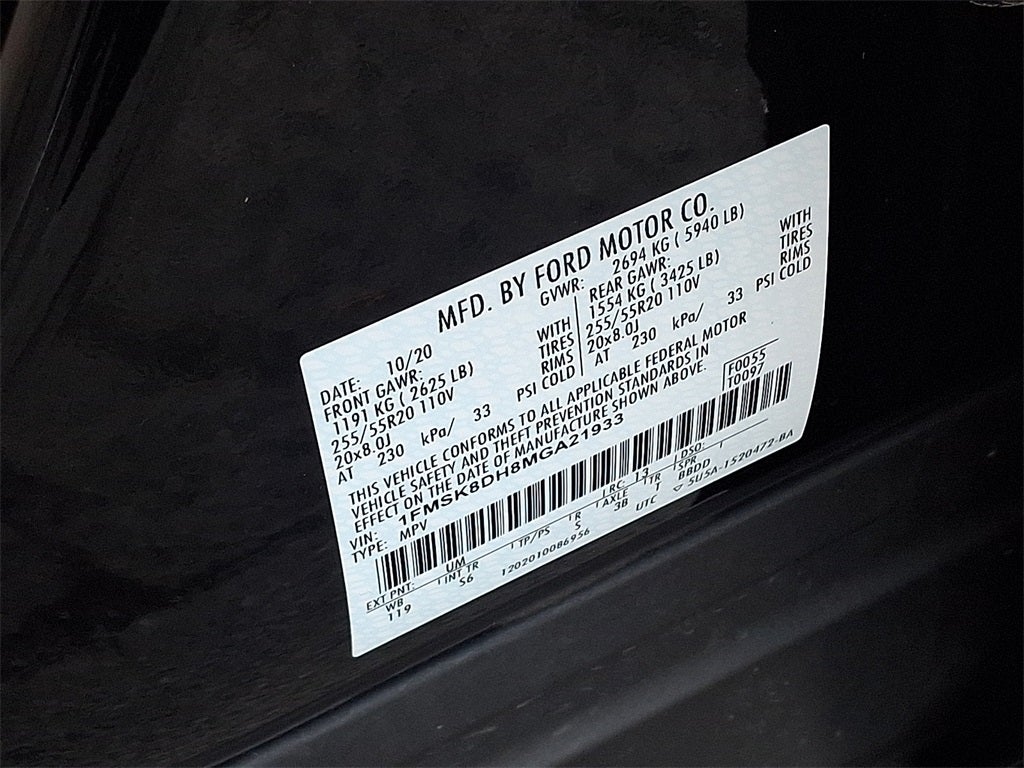 MFD. BY FORD MOTOR CO.
DATE: 10/20 GVWR: 2694 KG ( 5940 LB)
FRONT GAWR: REAR GAWR:
1191 KG ( 2625 LB) WITH 1554 KG ( 3425 LB) WITH
255/55R20 110V TIRES 255/55R20 110V TIRES
20x8.0J RIMS 20x8.0J RIMS
AT 230 kPa/ 33 PSI COLD AT 230 kPa/ 33 PSI COLD
THIS VEHICLE CONFORMS TO ALL APPLICABLE FEDERAL MOTOR
VEHICLE SAFETY AND THEFT PREVENTION STANDARDS IN
EFFECT ON THE DATE OF MANUFACTURE SHOWN ABOVE.
VIN: 1FMSK8DH8MGA21933 F0055
TYPE: MPV T0097
EXT PNT: UM RC: 13 DSO:
WB INT TR TP/PS R AXLE TR SPR
119 S6 S 3B T BBDD
1202010086956 UTC ▽ 5U5A-1520472-BA